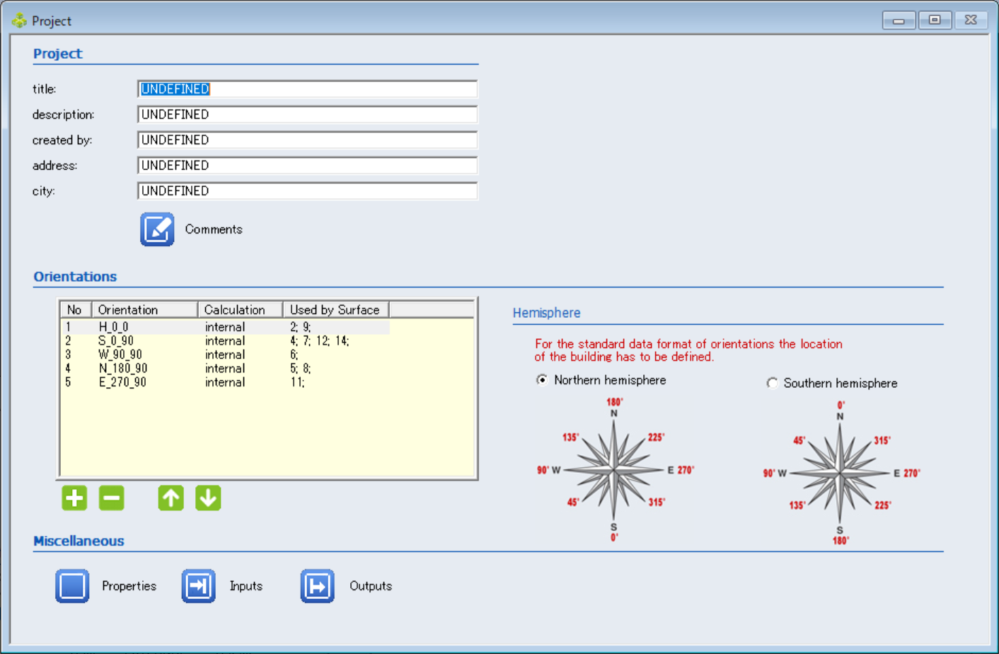 Project
Project
title: UNDEFINED
description: UNDEFINED
created by: UNDEFINED
address: UNDEFINED
city: UNDEFINED
Comments
Orientations
No Orientation Calculation Used by Surface
1 H_0_0 internal 2; 9;
2 S_0_90 internal 4; 7; 12; 14;
3 W_90_90 internal 6;
4 N_180_90 internal 5; 8;
5 E_270_90 internal 11;
Hemisphere
For the standard data format of orientations the location
of the building has to be defined.
Northern hemisphere
180°
N
135° 225°
90° W E 270°
45° 315°
S
0°
Southern hemisphere
0°
N
45° 315°
90° W E 270°
135° 225°
S
180°
Miscellaneous
Properties Inputs Outputs